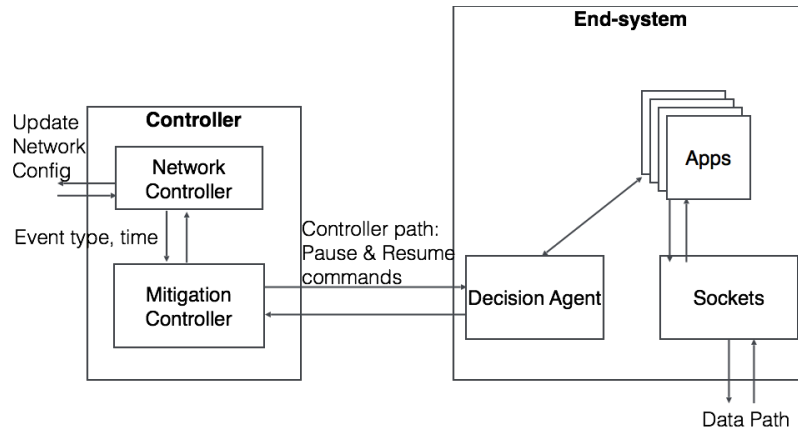 End-system
Controller
Update
Network
Config
Network
Controller
Apps
Event type, time
Controller path:
Pause & Resume
commands
Mitigation
Controller
Decision Agent
Sockets
Data Path